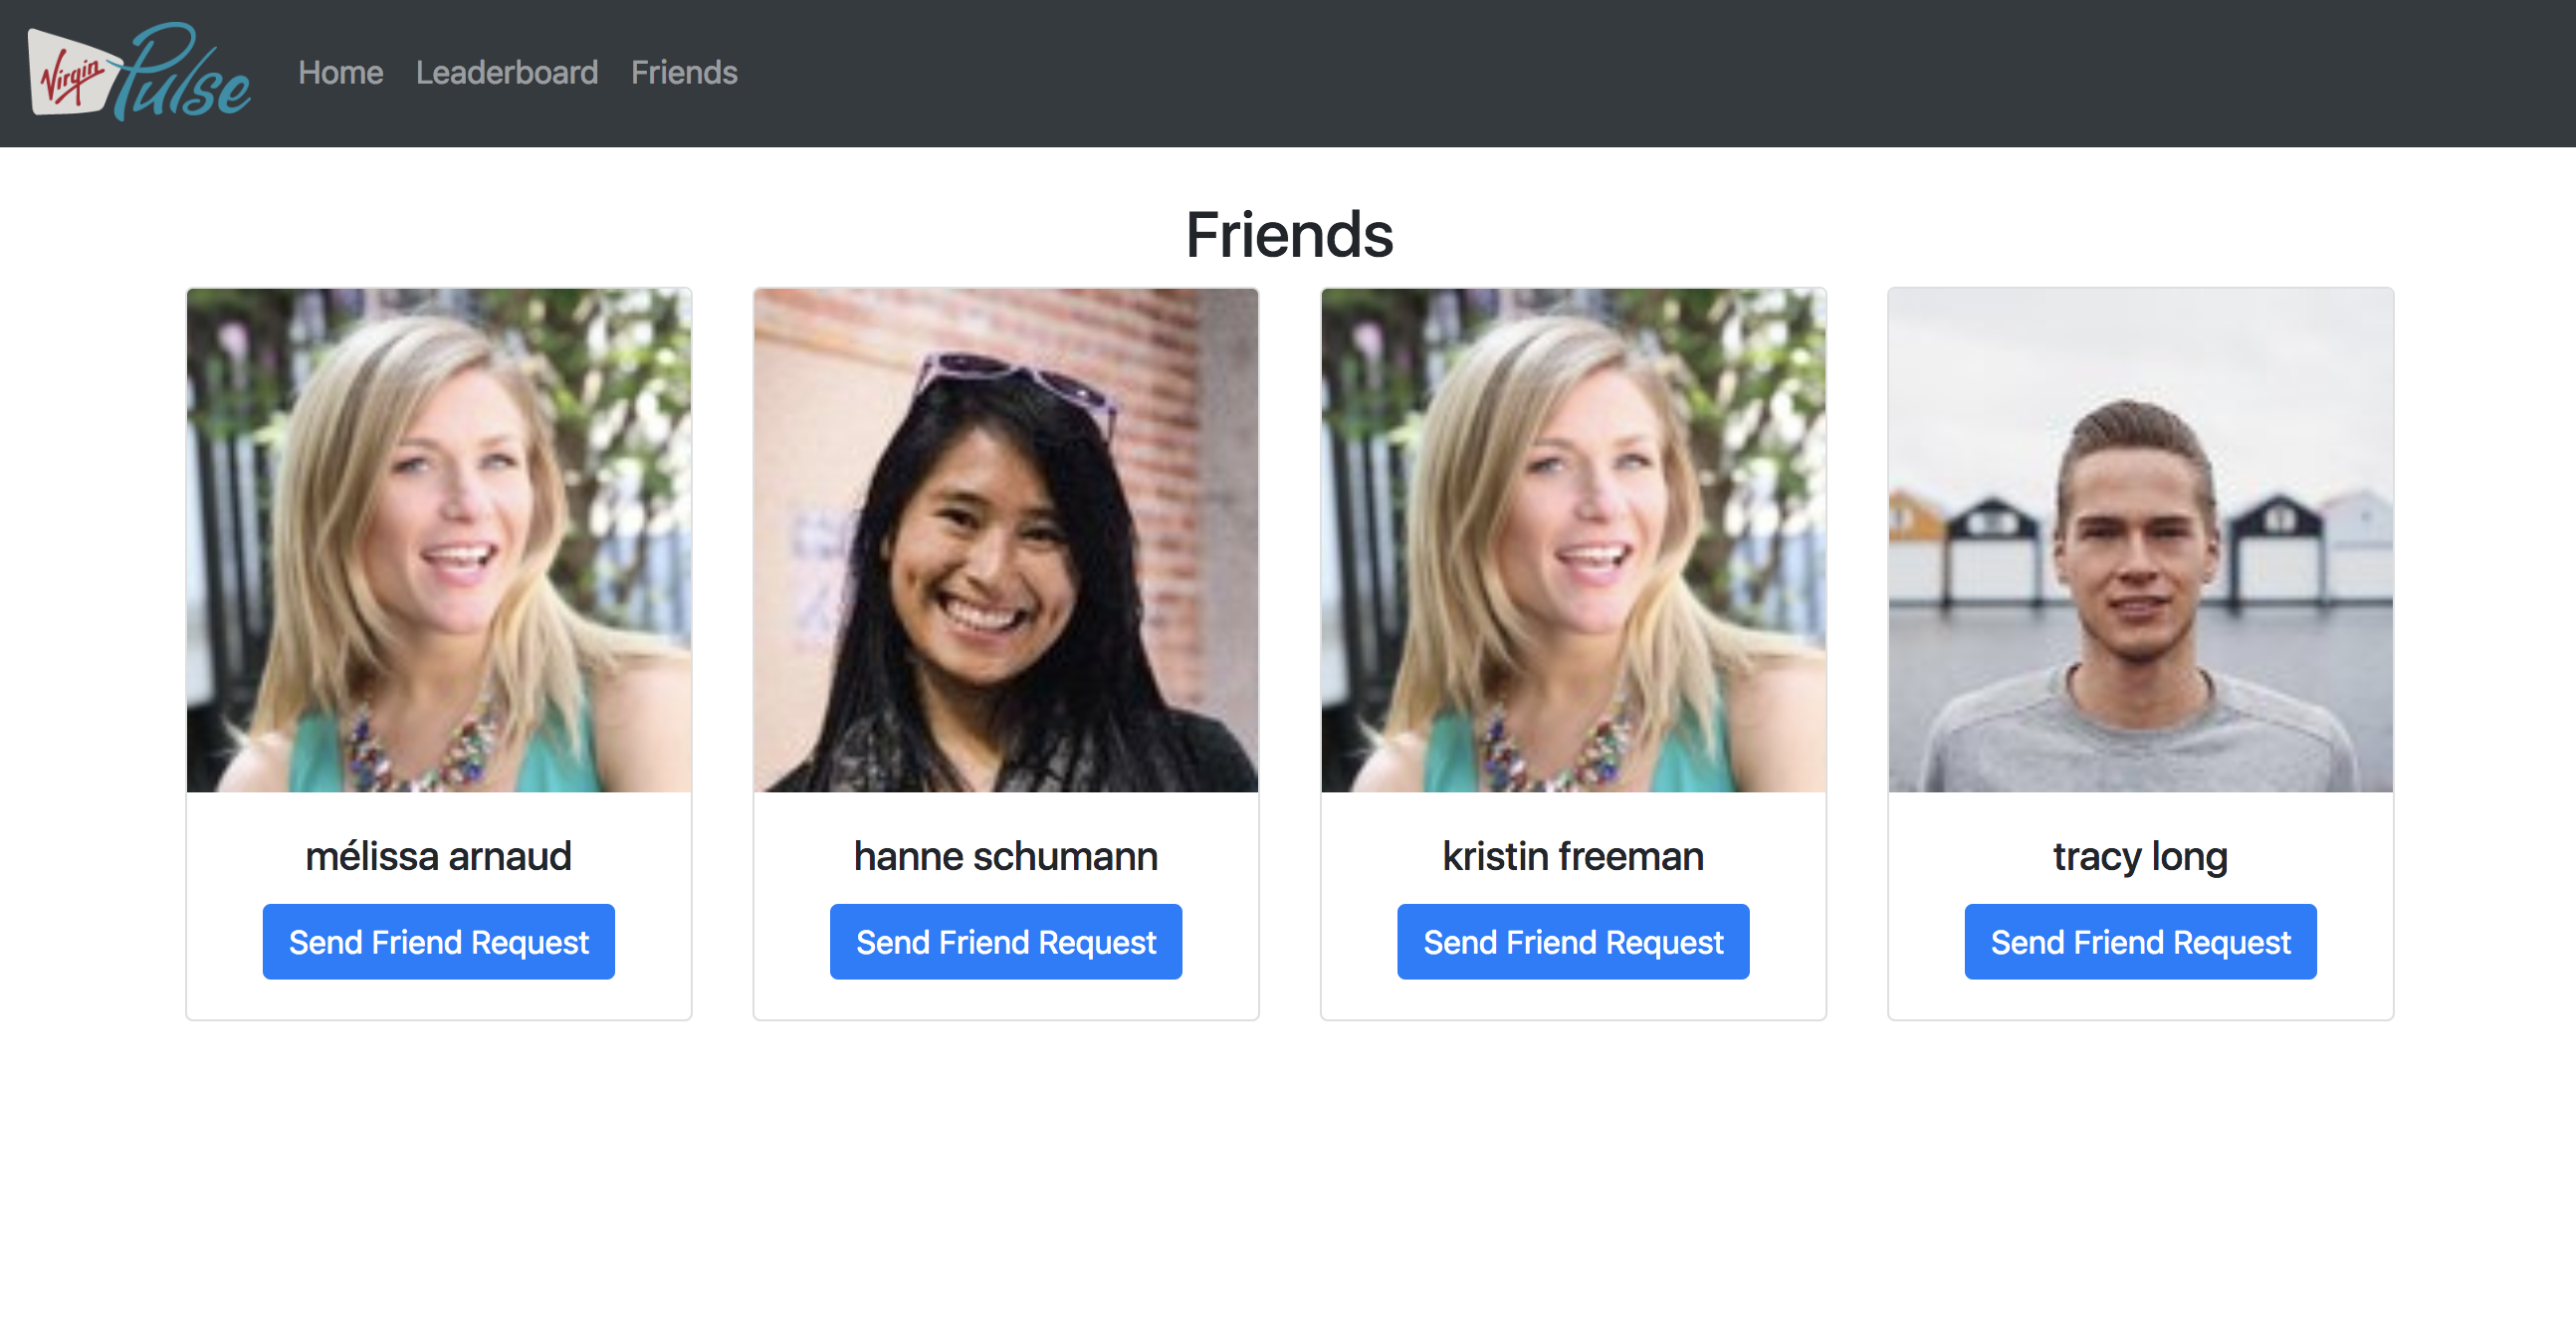 Virgin Pulse
Home Leaderboard Friends
Friends
mélissa arnaud
Send Friend Request
hanne schumann
Send Friend Request
kristin freeman
Send Friend Request
tracy long
Send Friend Request